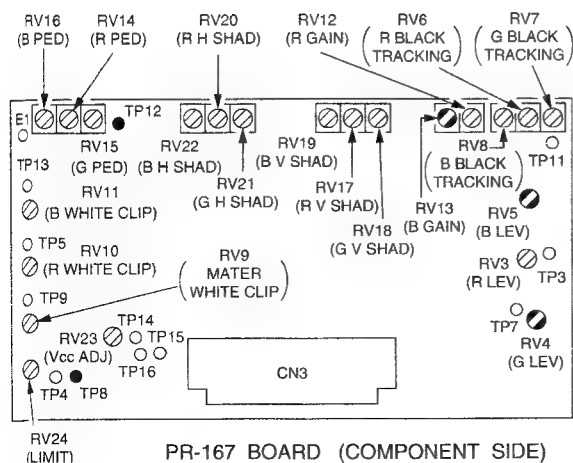 RV16
(B PED)
RV14
(R PED)
RV20
(R H SHAD)
RV12
(R GAIN)
RV6
(R BLACK
TRACKING)
RV7
(G BLACK
TRACKING)
E1
TP12
TP13
RV15
(G PED)
RV22
(B H SHAD)
RV19
(B V SHAD)
RV8
(B BLACK
TRACKING)
TP11
RV11
(B WHITE CLIP)
RV21
(G H SHAD)
RV17
(R V SHAD)
RV13
(B GAIN)
RV5
(B LEV)
TP5
RV10
(R WHITE CLIP)
RV9
(MATER
WHITE CLIP)
RV18
(G V SHAD)
RV3
(R LEV)
TP3
TP9
RV23
(Vcc ADJ)
TP14
TP15
TP16
TP7
RV4
(G LEV)
CN3
TP4
TP8
RV24
(LIMIT)
PR-167 BOARD (COMPONENT SIDE)